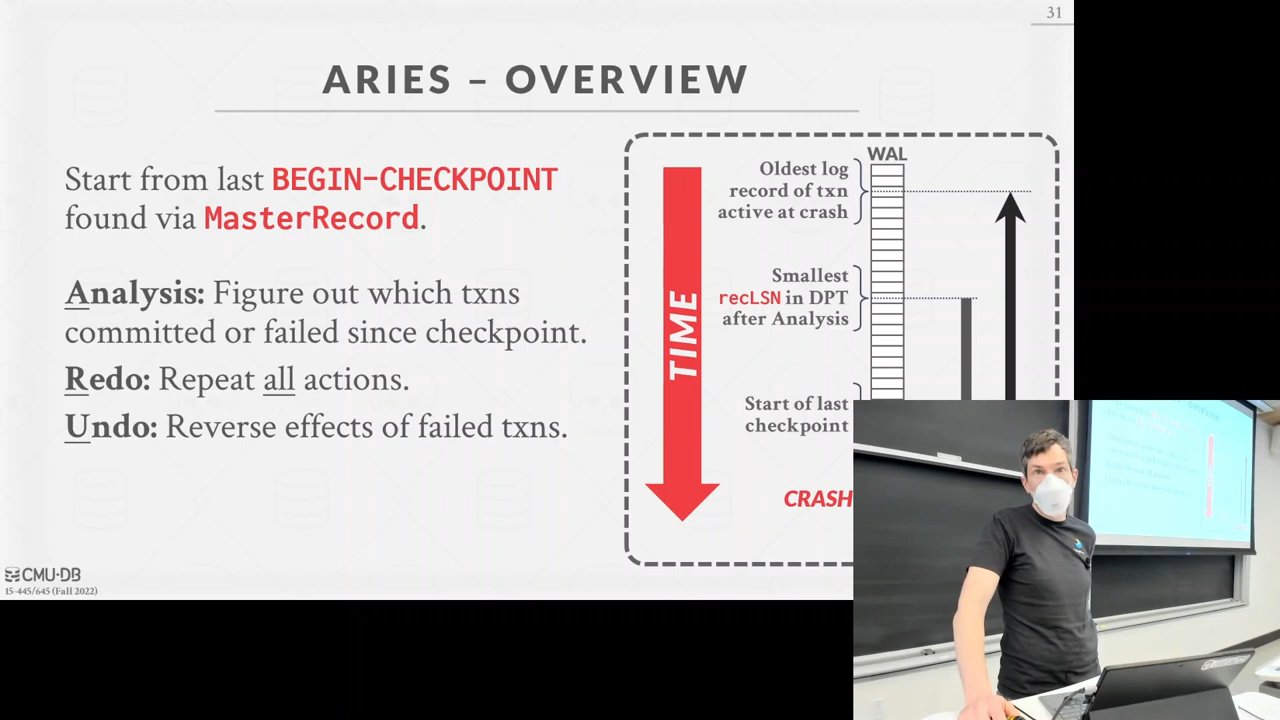 31
ARIES – OVERVIEW
Start from last BEGIN-CHECKPOINT
found via MasterRecord.
Analysis: Figure out which txns
committed or failed since checkpoint.
Redo: Repeat all actions.
Undo: Reverse effects of failed txns.
TIME
WAL
Oldest log
record of txn
active at crash
Smallest
recLSN in DPT
after Analysis
Start of last
checkpoint
CRASH
CMU·DB
15-445/645 (Fall 2022)